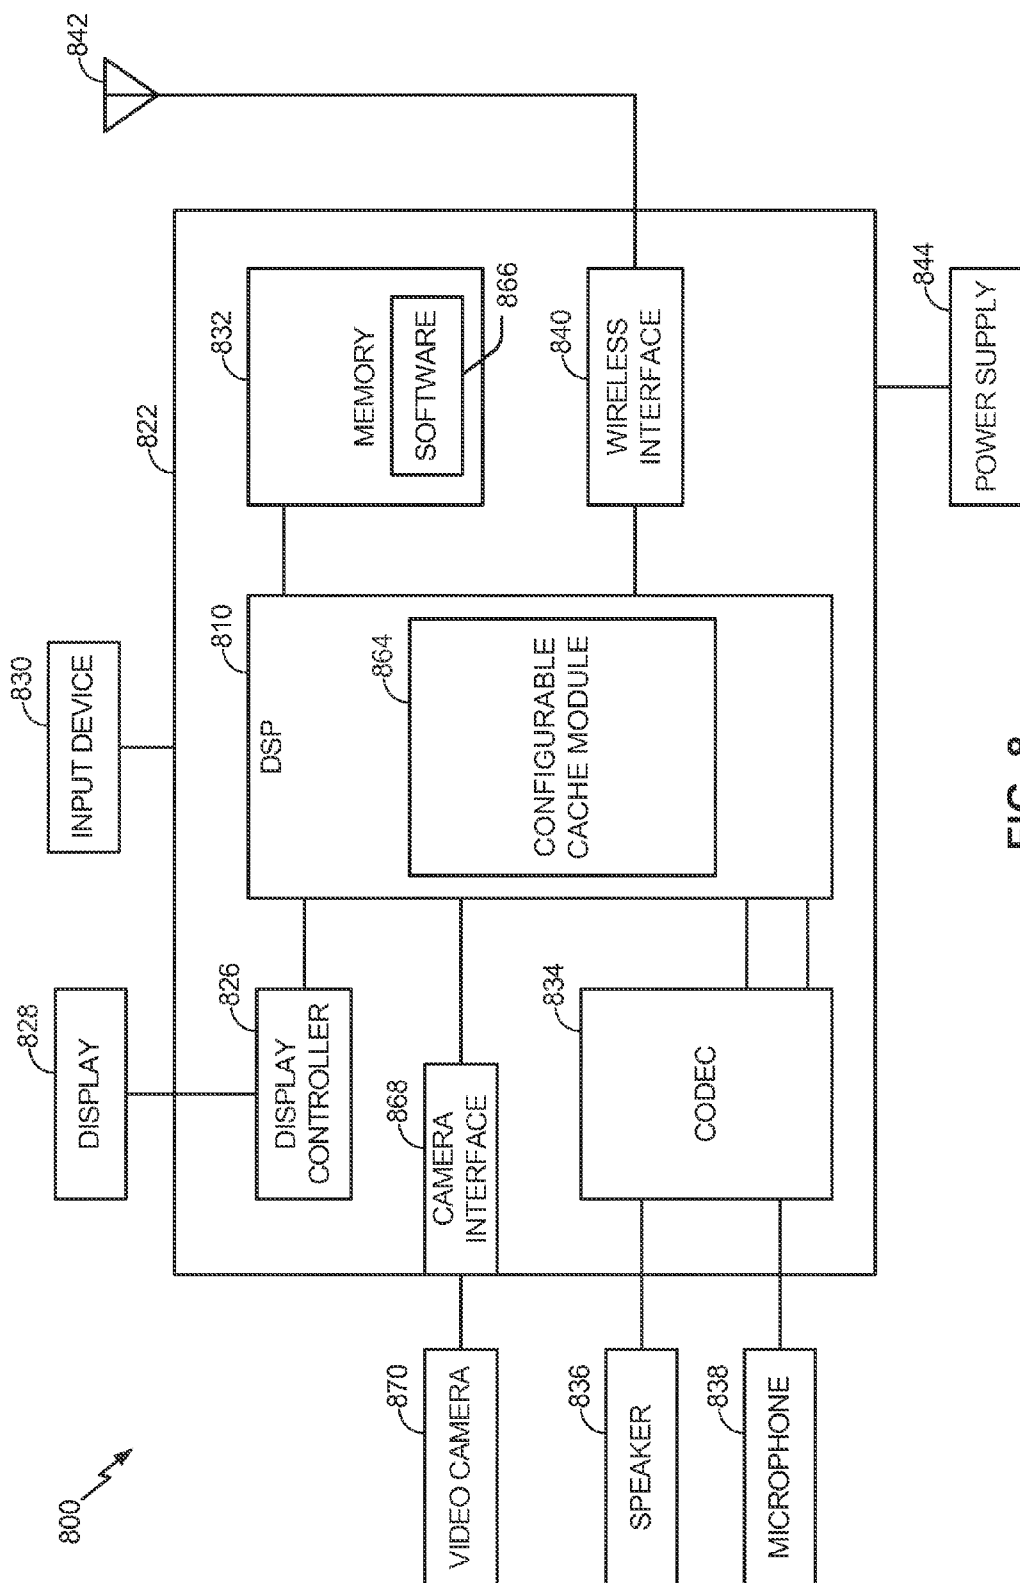 800
828
DISPLAY
830
INPUT DEVICE
822
842
826
DISPLAY
CONTROLLER
810
DSP
832
MEMORY
SOFTWARE
866
870
VIDEO CAMERA
868
CAMERA
INTERFACE
864
CONFIGURABLE
CACHE MODULE
836
SPEAKER
834
CODEC
840
WIRELESS
INTERFACE
838
MICROPHONE
844
POWER SUPPLY